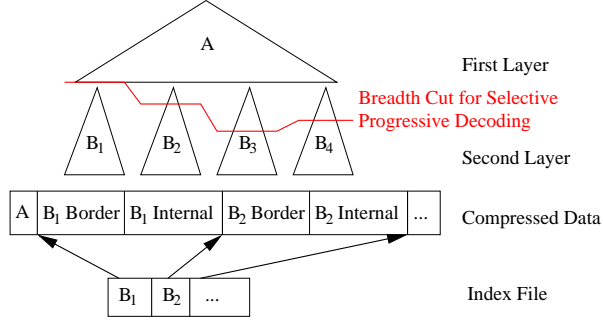 A
First Layer
Breadth Cut for Selective
Progressive Decoding
B1 B2 B3 B4
Second Layer
A B1 Border B1 Internal B2 Border B2 Internal ...
Compressed Data
B1 B2 ...
Index File